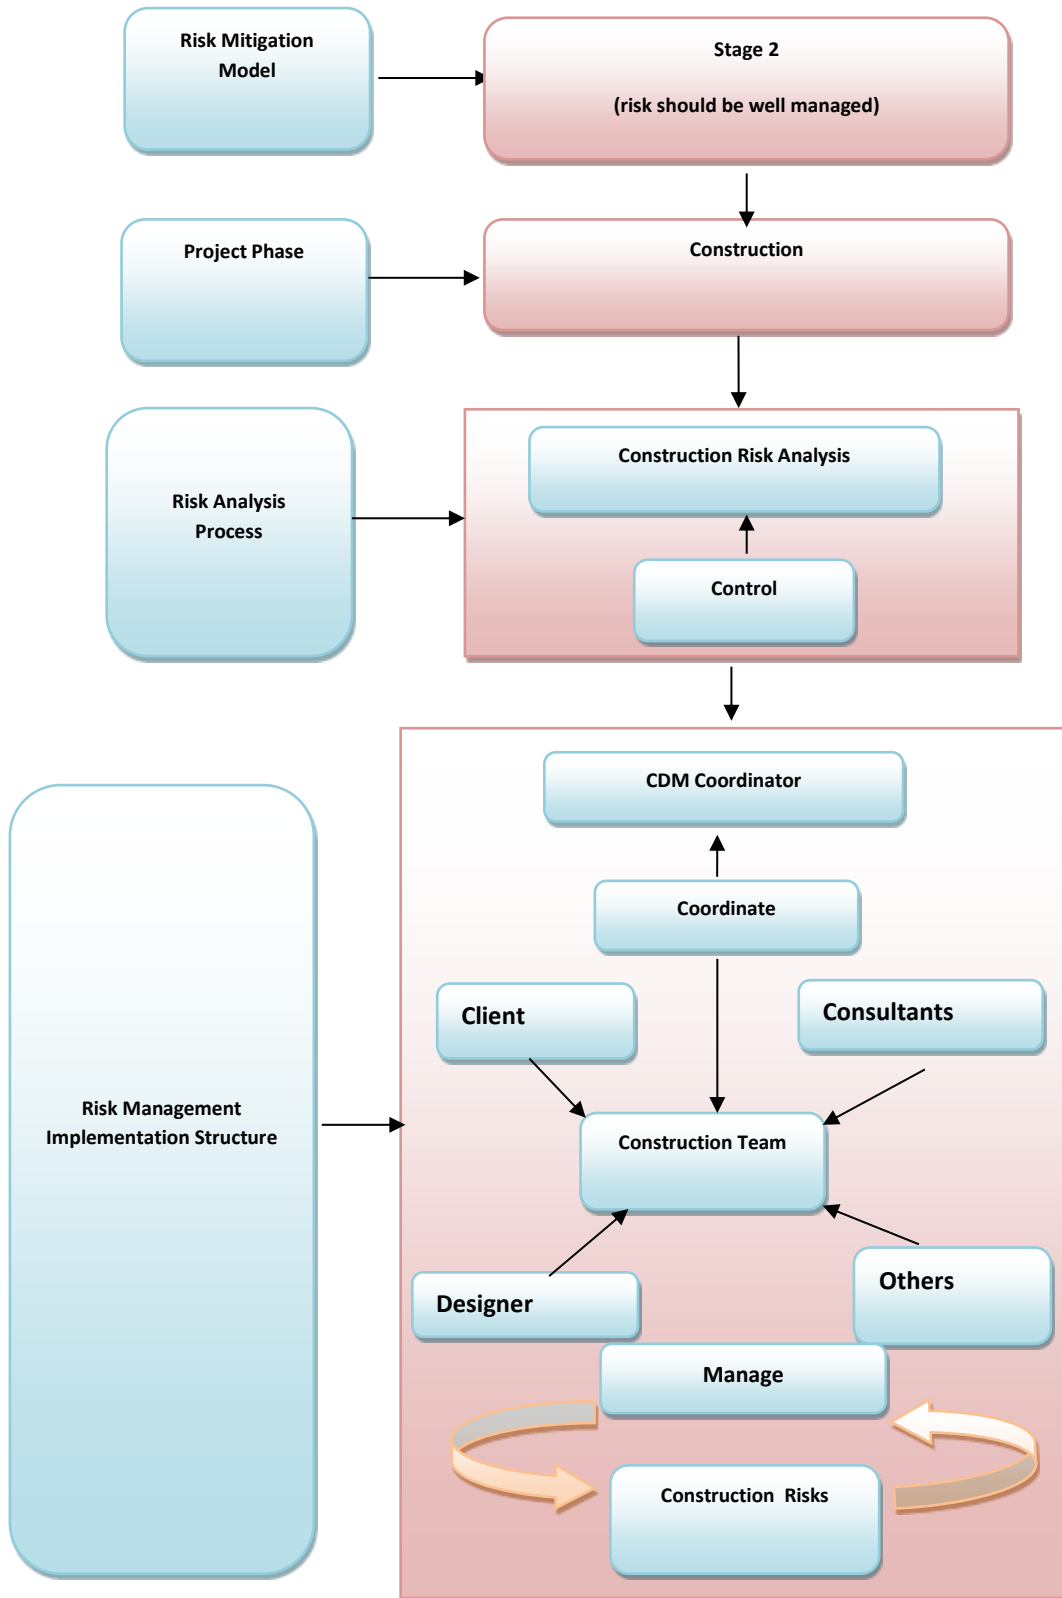 Risk Mitigation
Model
Stage 2
(risk should be well managed)
Project Phase
Construction
Risk Analysis
Process
Construction Risk Analysis
Control
Risk Management
Implementation Structure
CDM Coordinator
Coordinate
Client
Consultants
Construction Team
Designer
Others
Manage
Construction  Risks